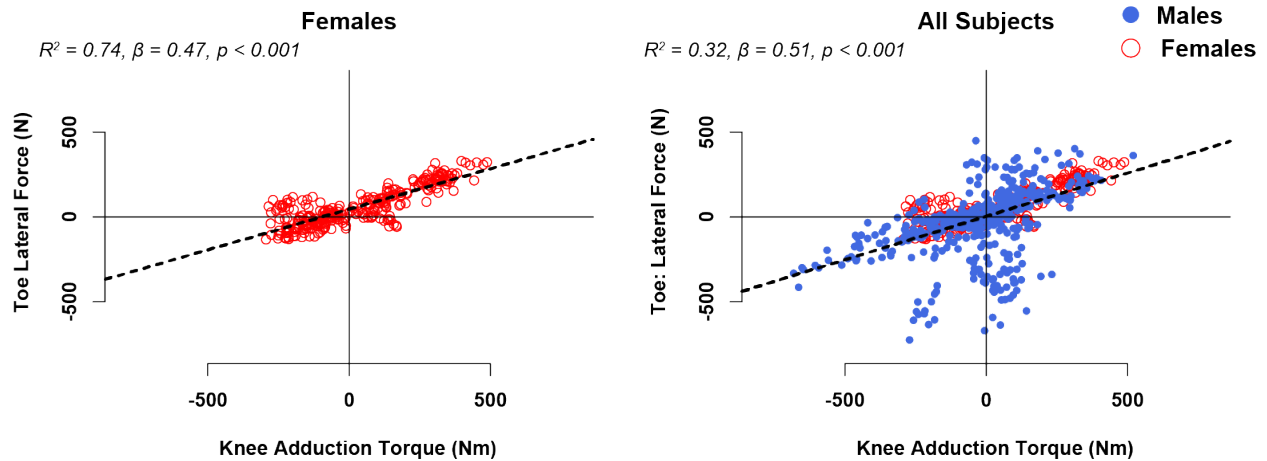 Females
R² = 0.74, β = 0.47, p < 0.001
Toe Lateral Force (N)
500
0
-500
-500 0 500
Knee Adduction Torque (Nm)
All Subjects
R² = 0.32, β = 0.51, p < 0.001
Males
Females
Toe: Lateral Force (N)
500
0
-500
-500 0 500
Knee Adduction Torque (Nm)